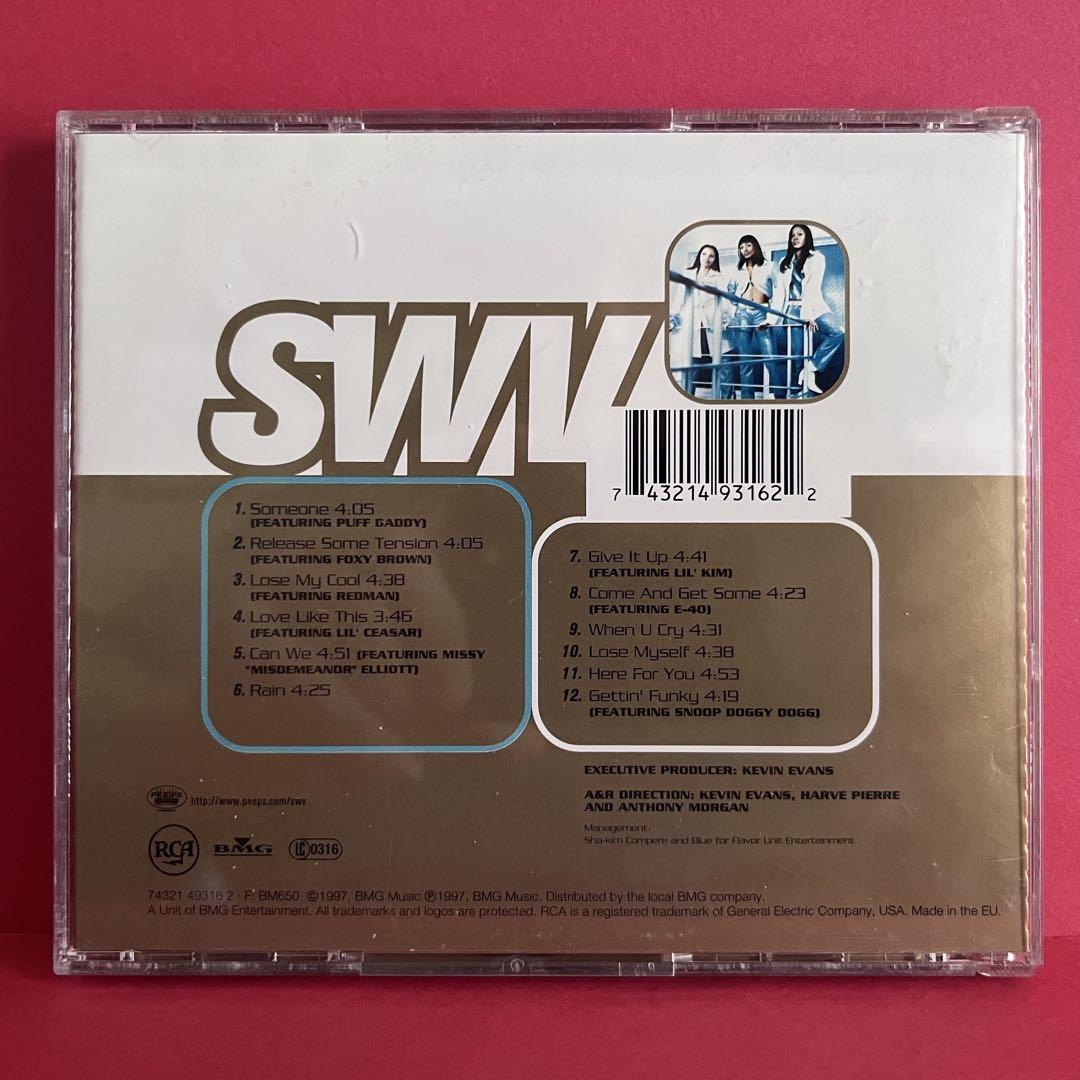 SWV
7 43214 93162 2
1. Someone 4:05
(FEATURING PUFF DADDY)
2. Release Some Tension 4:05
(FEATURING FOXY BROWN)
3. Lose My Cool 4:38
(FEATURING REDMAN)
4. Love Like This 3:46
(FEATURING LIL' CEASAR)
5. Can We 4:51 (FEATURING MISSY
"MISDEMEANOR" ELLIOTT)
6. Rain 4:25
7. Give It Up 4:41
(FEATURING LIL' KIM)
8. Come And Get Some 4:23
(FEATURING E-40)
9. When U Cry 4:31
10. Lose Myself 4:38
11. Here For You 4:53
12. Gettin' Funky 4:19
(FEATURING SNOOP DOGGY DOGG)
EXECUTIVE PRODUCER: KEVIN EVANS
A&R DIRECTION: KEVIN EVANS, HARVE PIERRE
AND ANTHONY MORGAN
Management:
Sha-kim Compere and Blue for Flavor Unit Entertainment
PEEPS http://www.peeps.com/swv
RCA BMG LC 0316
74321 49316 2 · F: BM650 ©1997, BMG Music ℗1997, BMG Music. Distributed by the local BMG company.
A Unit of BMG Entertainment. All trademarks and logos are protected. RCA is a registered trademark of General Electric Company, USA. Made in the EU.